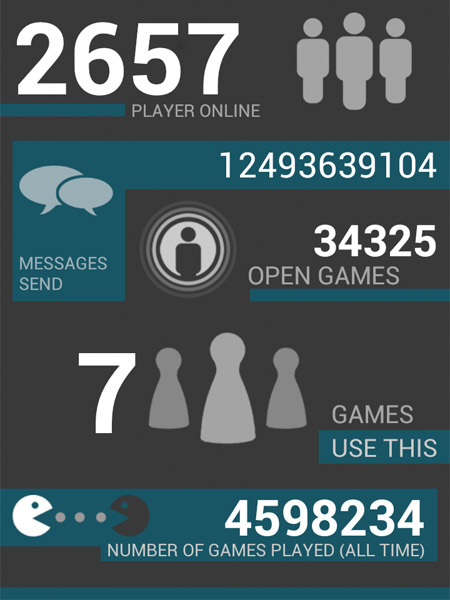 2657
PLAYER ONLINE
12493639104
MESSAGES
SEND
34325
OPEN GAMES
7
GAMES
USE THIS
4598234
NUMBER OF GAMES PLAYED (ALL TIME)